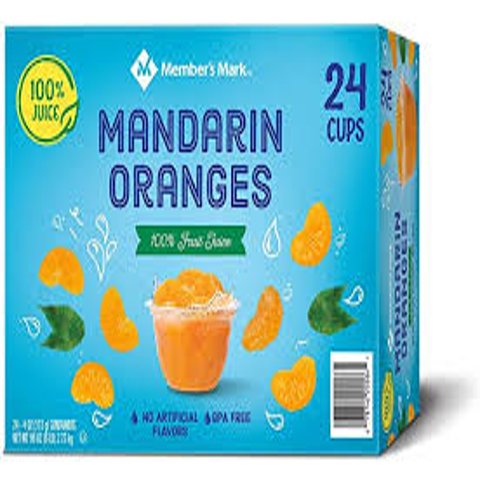 100%
JUICE
Member's Mark
24
CUPS
MANDARIN
ORANGES
100% Fruit Juice
NO ARTIFICIAL
FLAVORS
BPA FREE
MANDARIN
ORANGES